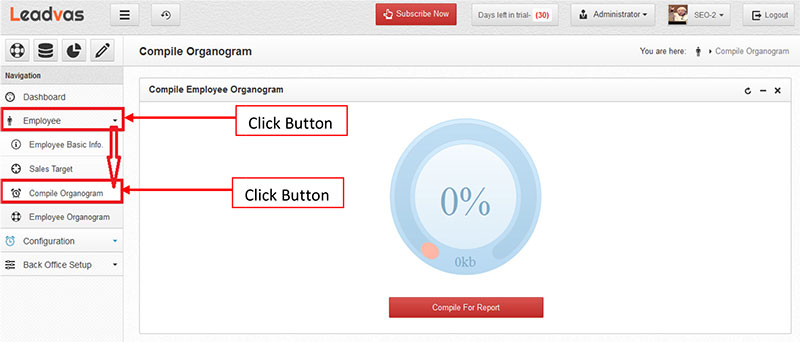 Leadvas
Subscribe Now
Days left in trial- (30)
Administrator
SEO-2
Logout
Compile Organogram
You are here:
Compile Organogram
Navigation
Dashboard
Employee
Employee Basic Info.
Sales Target
Compile Organogram
Employee Organogram
Configuration
Back Office Setup
Compile Employee Organogram
Click Button
Click Button
0%
0kb
Compile For Report